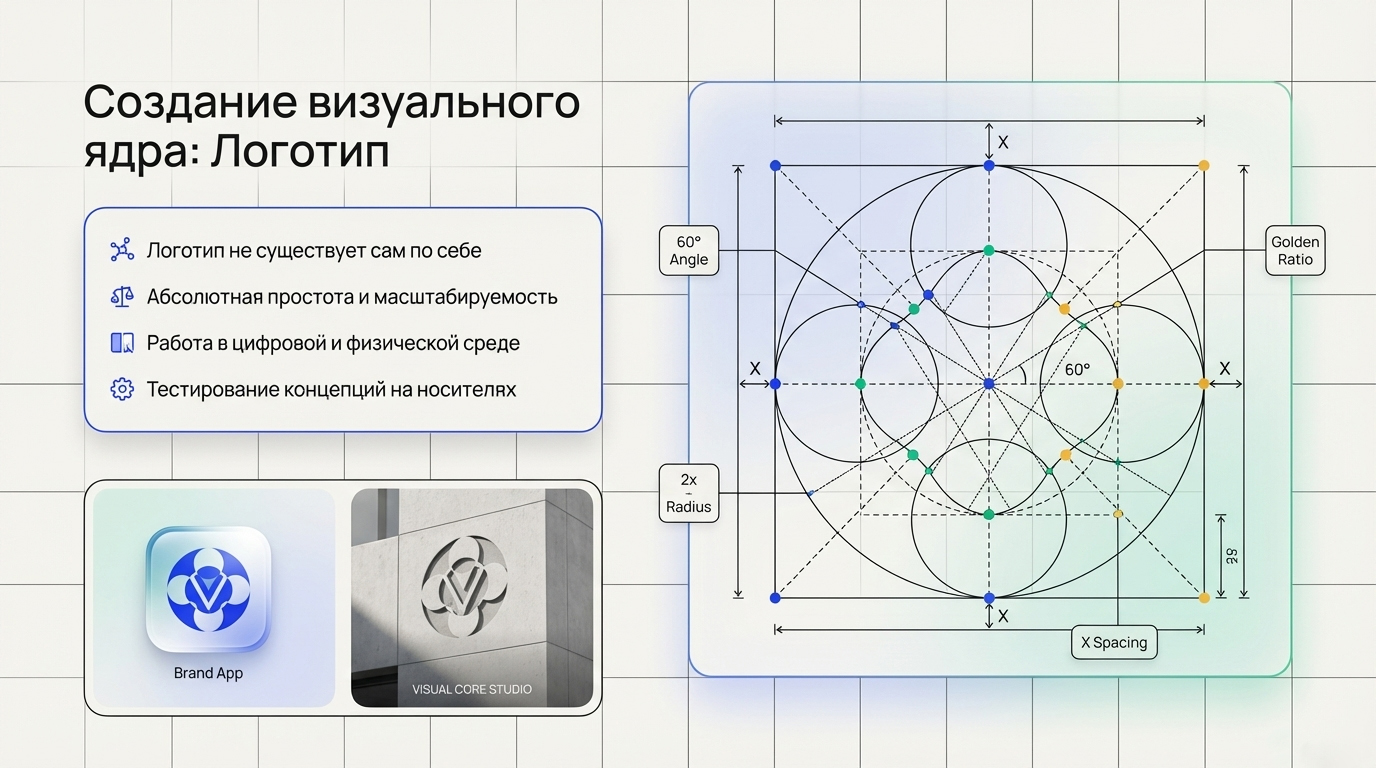 Создание визуального
ядра: Логотип
Логотип не существует сам по себе
Абсолютная простота и масштабируемость
Работа в цифровой и физической среде
Тестирование концепций на носителях
Brand App
VISUAL CORE STUDIO
X
60°
Angle
Golden
Ratio
X
60°
X
2x
-
Radius
X
X Spacing